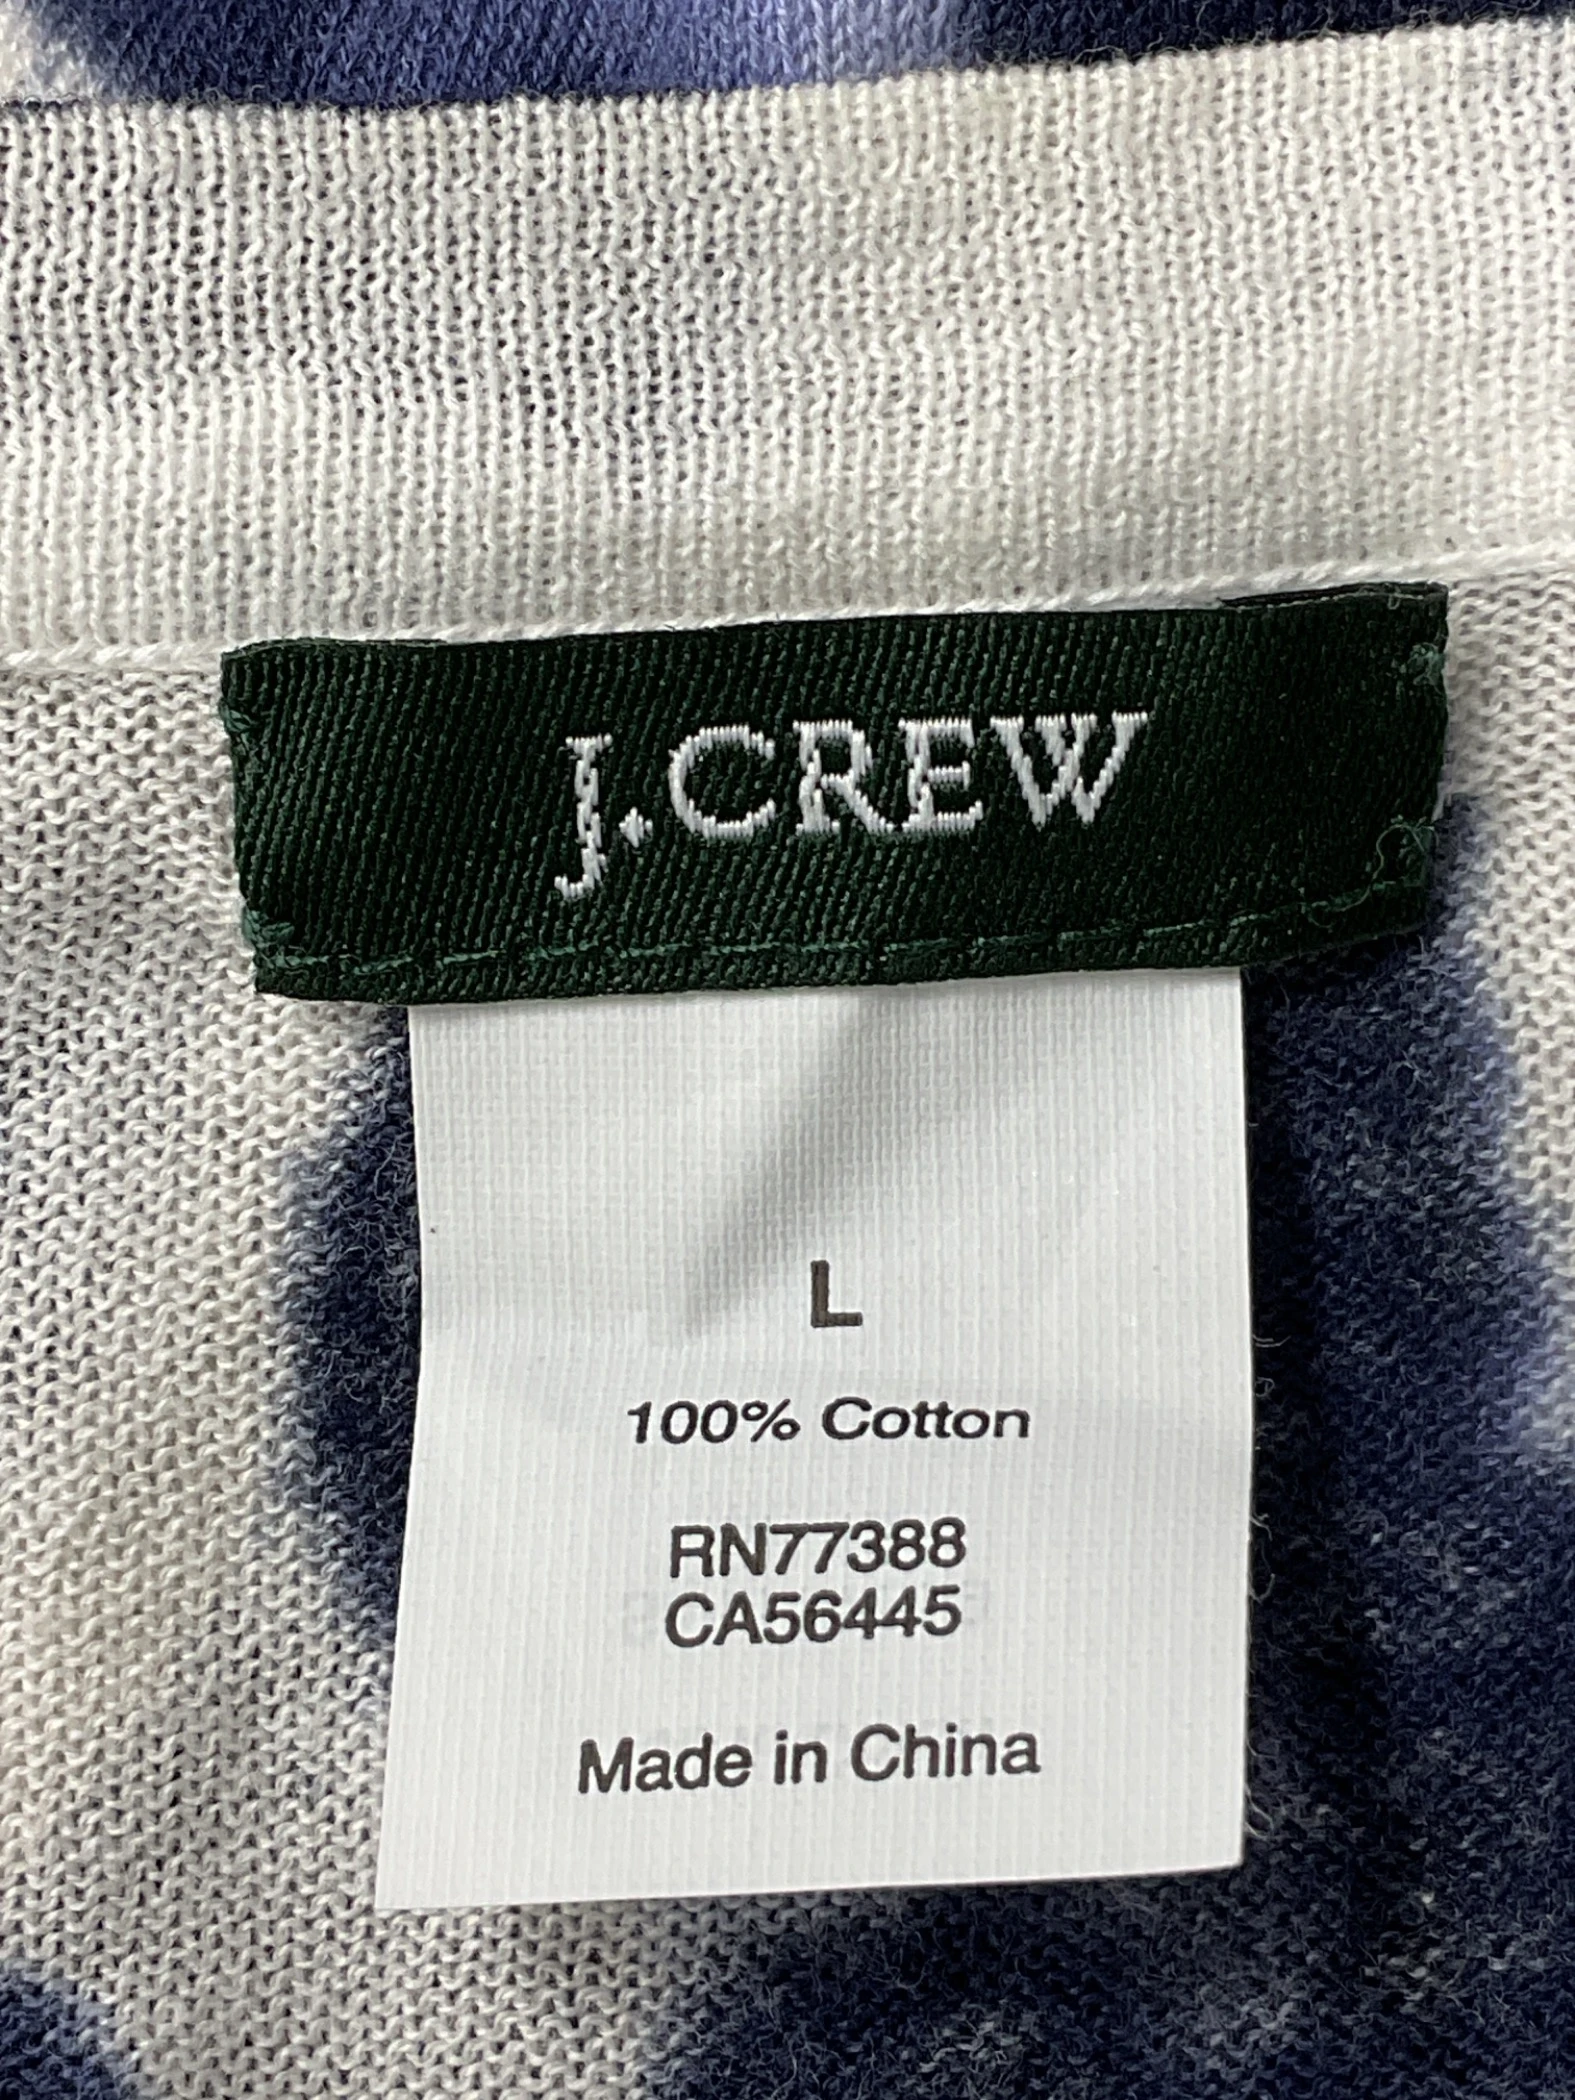 J.CREW
L
100% Cotton
RN77388
CA56445
Made in China